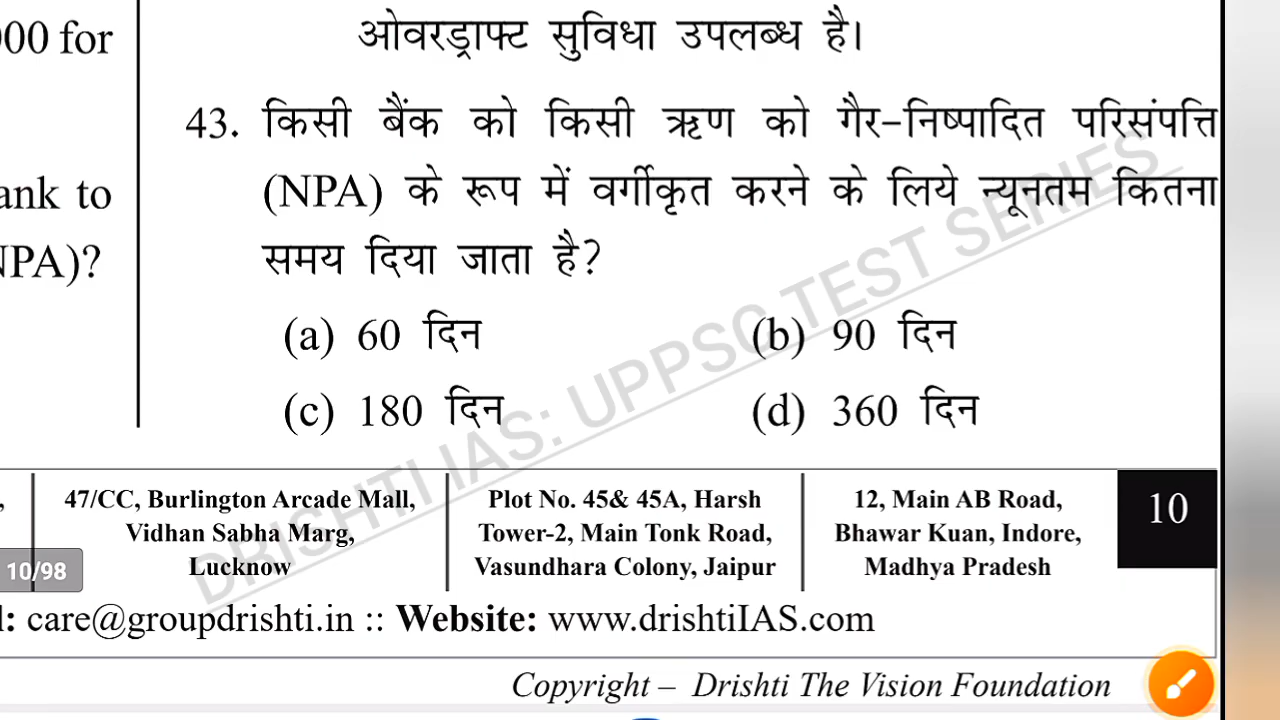 000 for
ओवरड्राफ्ट सुविधा उपलब्ध है।
43. किसी बैंक को किसी ऋण को गैर-निष्पादित परिसंपत्ति
ank to
(NPA) के रूप में वर्गीकृत करने के लिये न्यूनतम कितना
NPA)?
समय दिया जाता है?
(a) 60 दिन (b) 90 दिन
(c) 180 दिन (d) 360 दिन
DRISHTI IAS: UPPSC TEST SERIES
47/CC, Burlington Arcade Mall,
Vidhan Sabha Marg,
Lucknow
Plot No. 45& 45A, Harsh
Tower-2, Main Tonk Road,
Vasundhara Colony, Jaipur
12, Main AB Road,
Bhawar Kuan, Indore,
Madhya Pradesh
10
10/98
l: care@groupdrishti.in :: Website: www.drishtiIAS.com
Copyright – Drishti The Vision Foundation